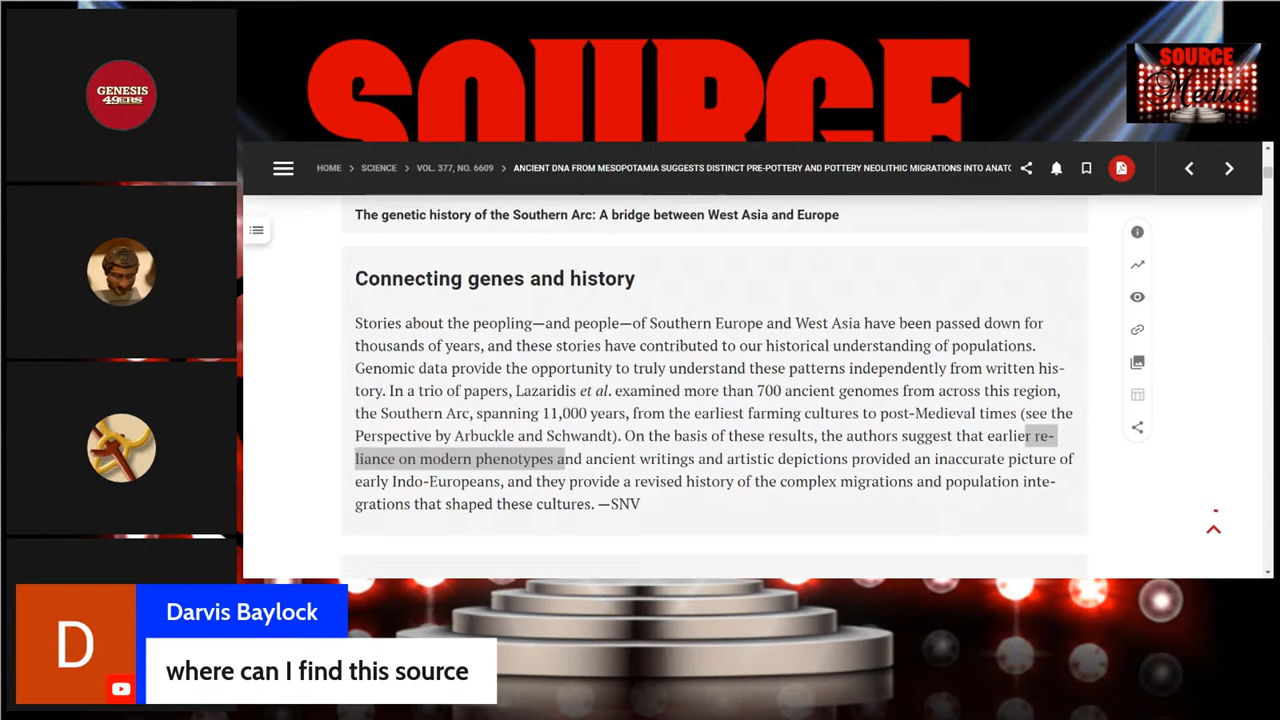 GENESIS
49ERS
SOURCE
SOURCE
Media
HOME > SCIENCE > VOL. 377, NO. 6609 > ANCIENT DNA FROM MESOPOTAMIA SUGGESTS DISTINCT PRE-POTTERY AND POTTERY NEOLITHIC MIGRATIONS INTO ANATO
The genetic history of the Southern Arc: A bridge between West Asia and Europe
Connecting genes and history
Stories about the peopling—and people—of Southern Europe and West Asia have been passed down for
thousands of years, and these stories have contributed to our historical understanding of populations.
Genomic data provide the opportunity to truly understand these patterns independently from written his-
tory. In a trio of papers, Lazaridis et al. examined more than 700 ancient genomes from across this region,
the Southern Arc, spanning 11,000 years, from the earliest farming cultures to post-Medieval times (see the
Perspective by Arbuckle and Schwandt). On the basis of these results, the authors suggest that earlier re-
liance on modern phenotypes and ancient writings and artistic depictions provided an inaccurate picture of
early Indo-Europeans, and they provide a revised history of the complex migrations and population inte-
grations that shaped these cultures. —SNV
D
Darvis Baylock
where can I find this source